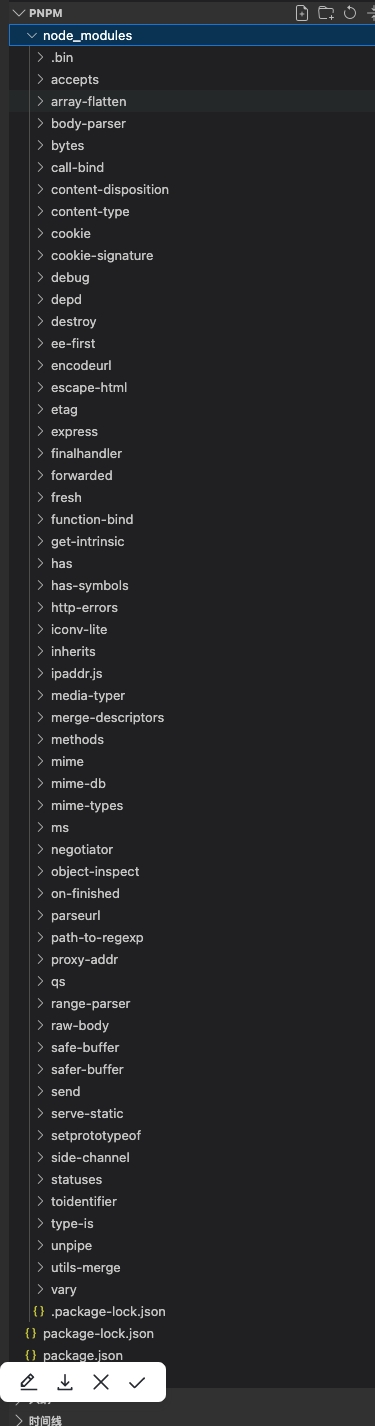 PNPM
node_modules
.bin
accepts
array-flatten
body-parser
bytes
call-bind
content-disposition
content-type
cookie
cookie-signature
debug
depd
destroy
ee-first
encodeurl
escape-html
etag
express
finalhandler
forwarded
fresh
function-bind
get-intrinsic
has
has-symbols
http-errors
iconv-lite
inherits
ipaddr.js
media-typer
merge-descriptors
methods
mime
mime-db
mime-types
ms
negotiator
object-inspect
on-finished
parseurl
path-to-regexp
proxy-addr
qs
range-parser
raw-body
safe-buffer
safer-buffer
send
serve-static
setprototypeof
side-channel
statuses
toidentifier
type-is
unpipe
utils-merge
vary
{} .package-lock.json
{} package-lock.json
{} package.json
时间线